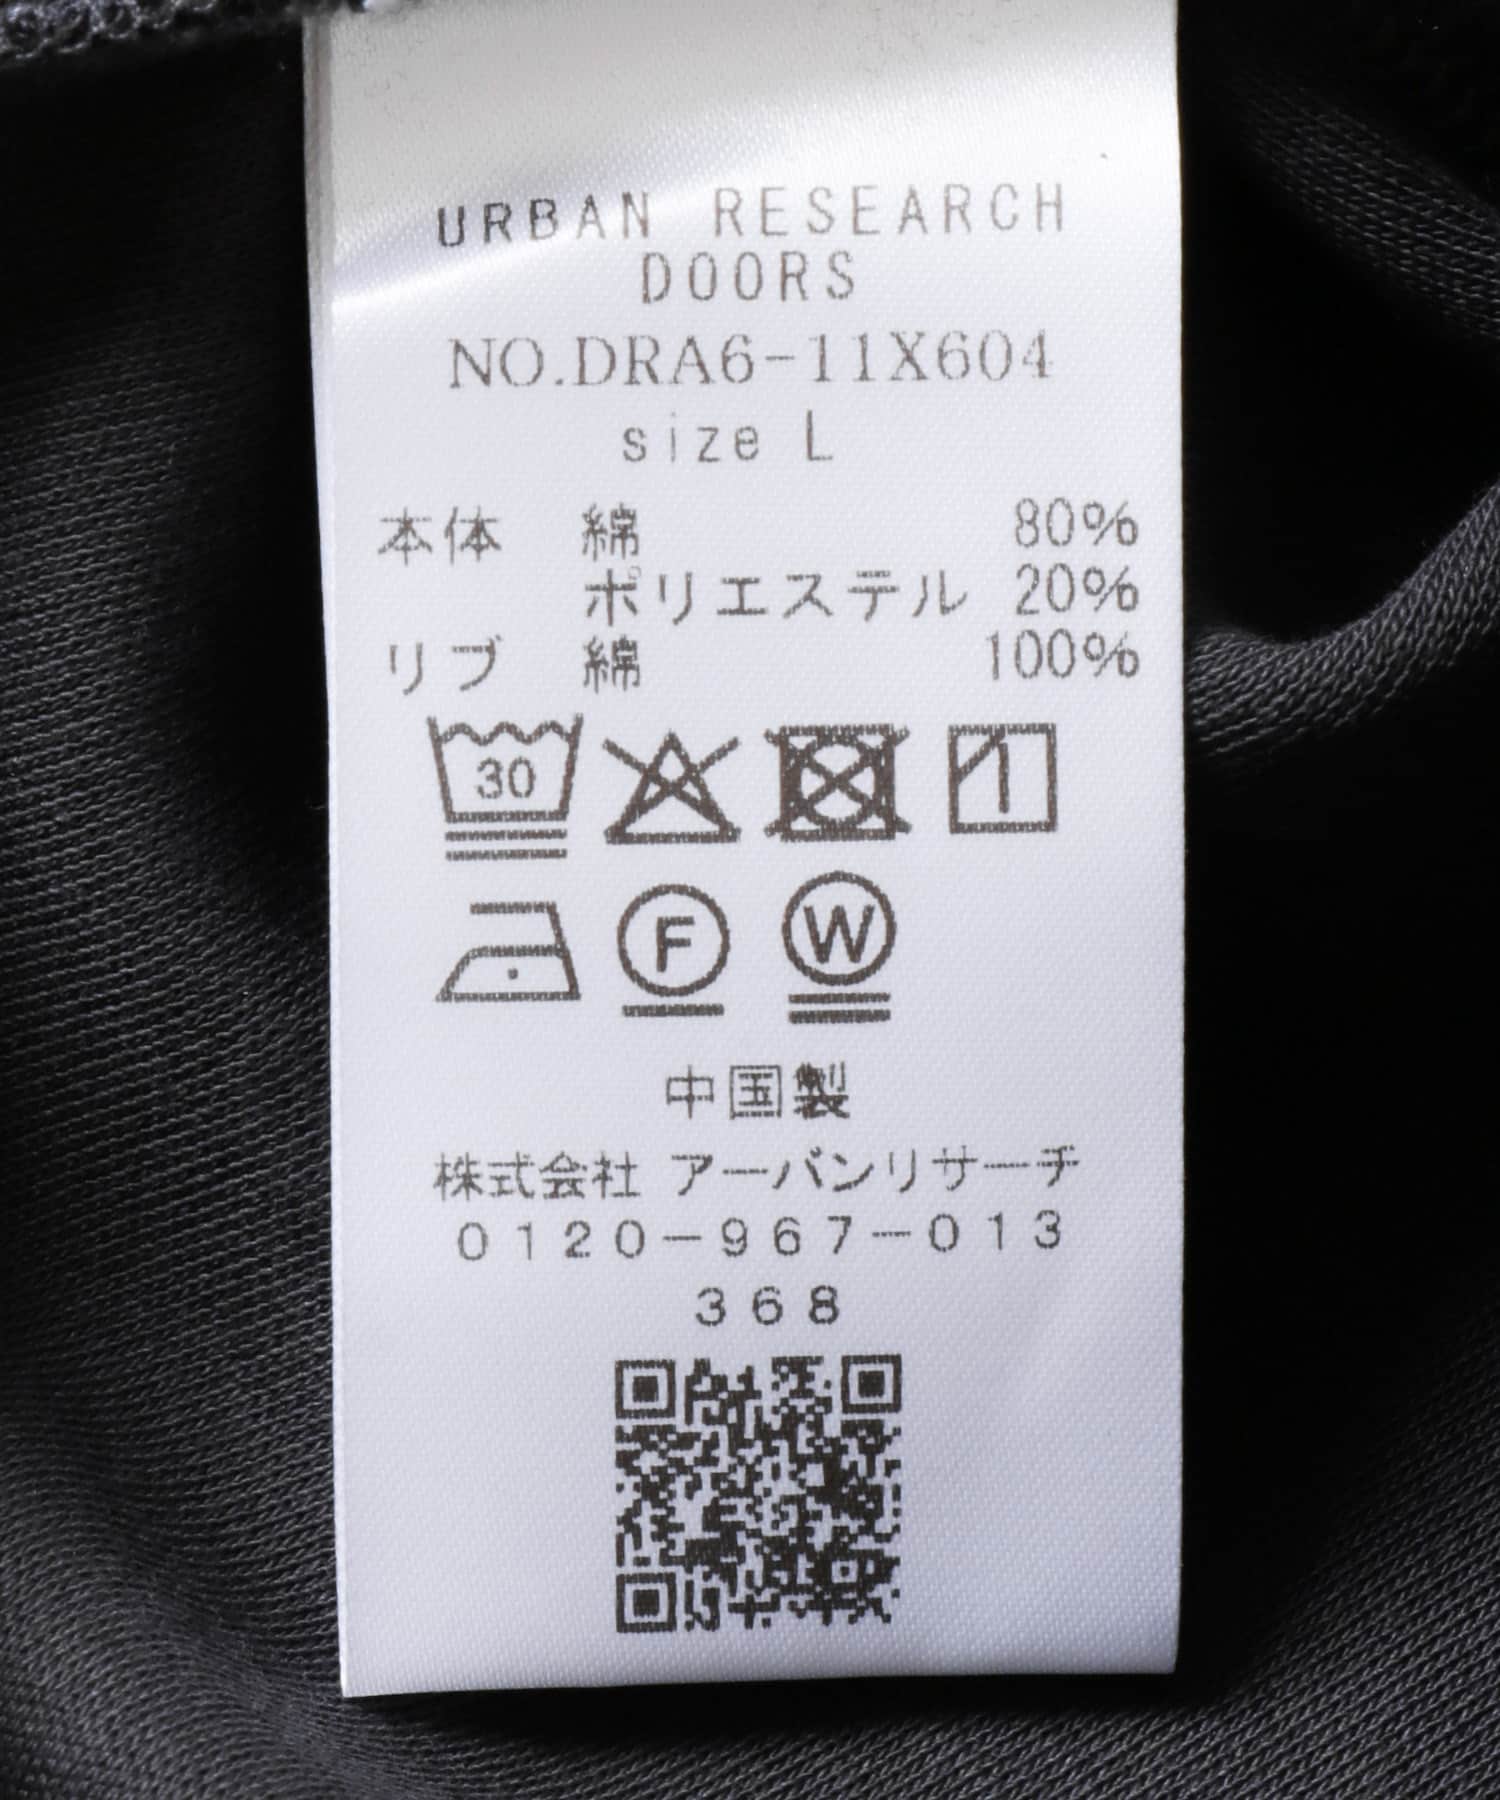 URBAN RESEARCH
DOORS
NO.DRA6-11X604
size L
本体 綿 80%
ポリエステル 20%
リブ 綿 100%
30
F W
中国製
株式会社 アーバンリサーチ
0120-967-013
368